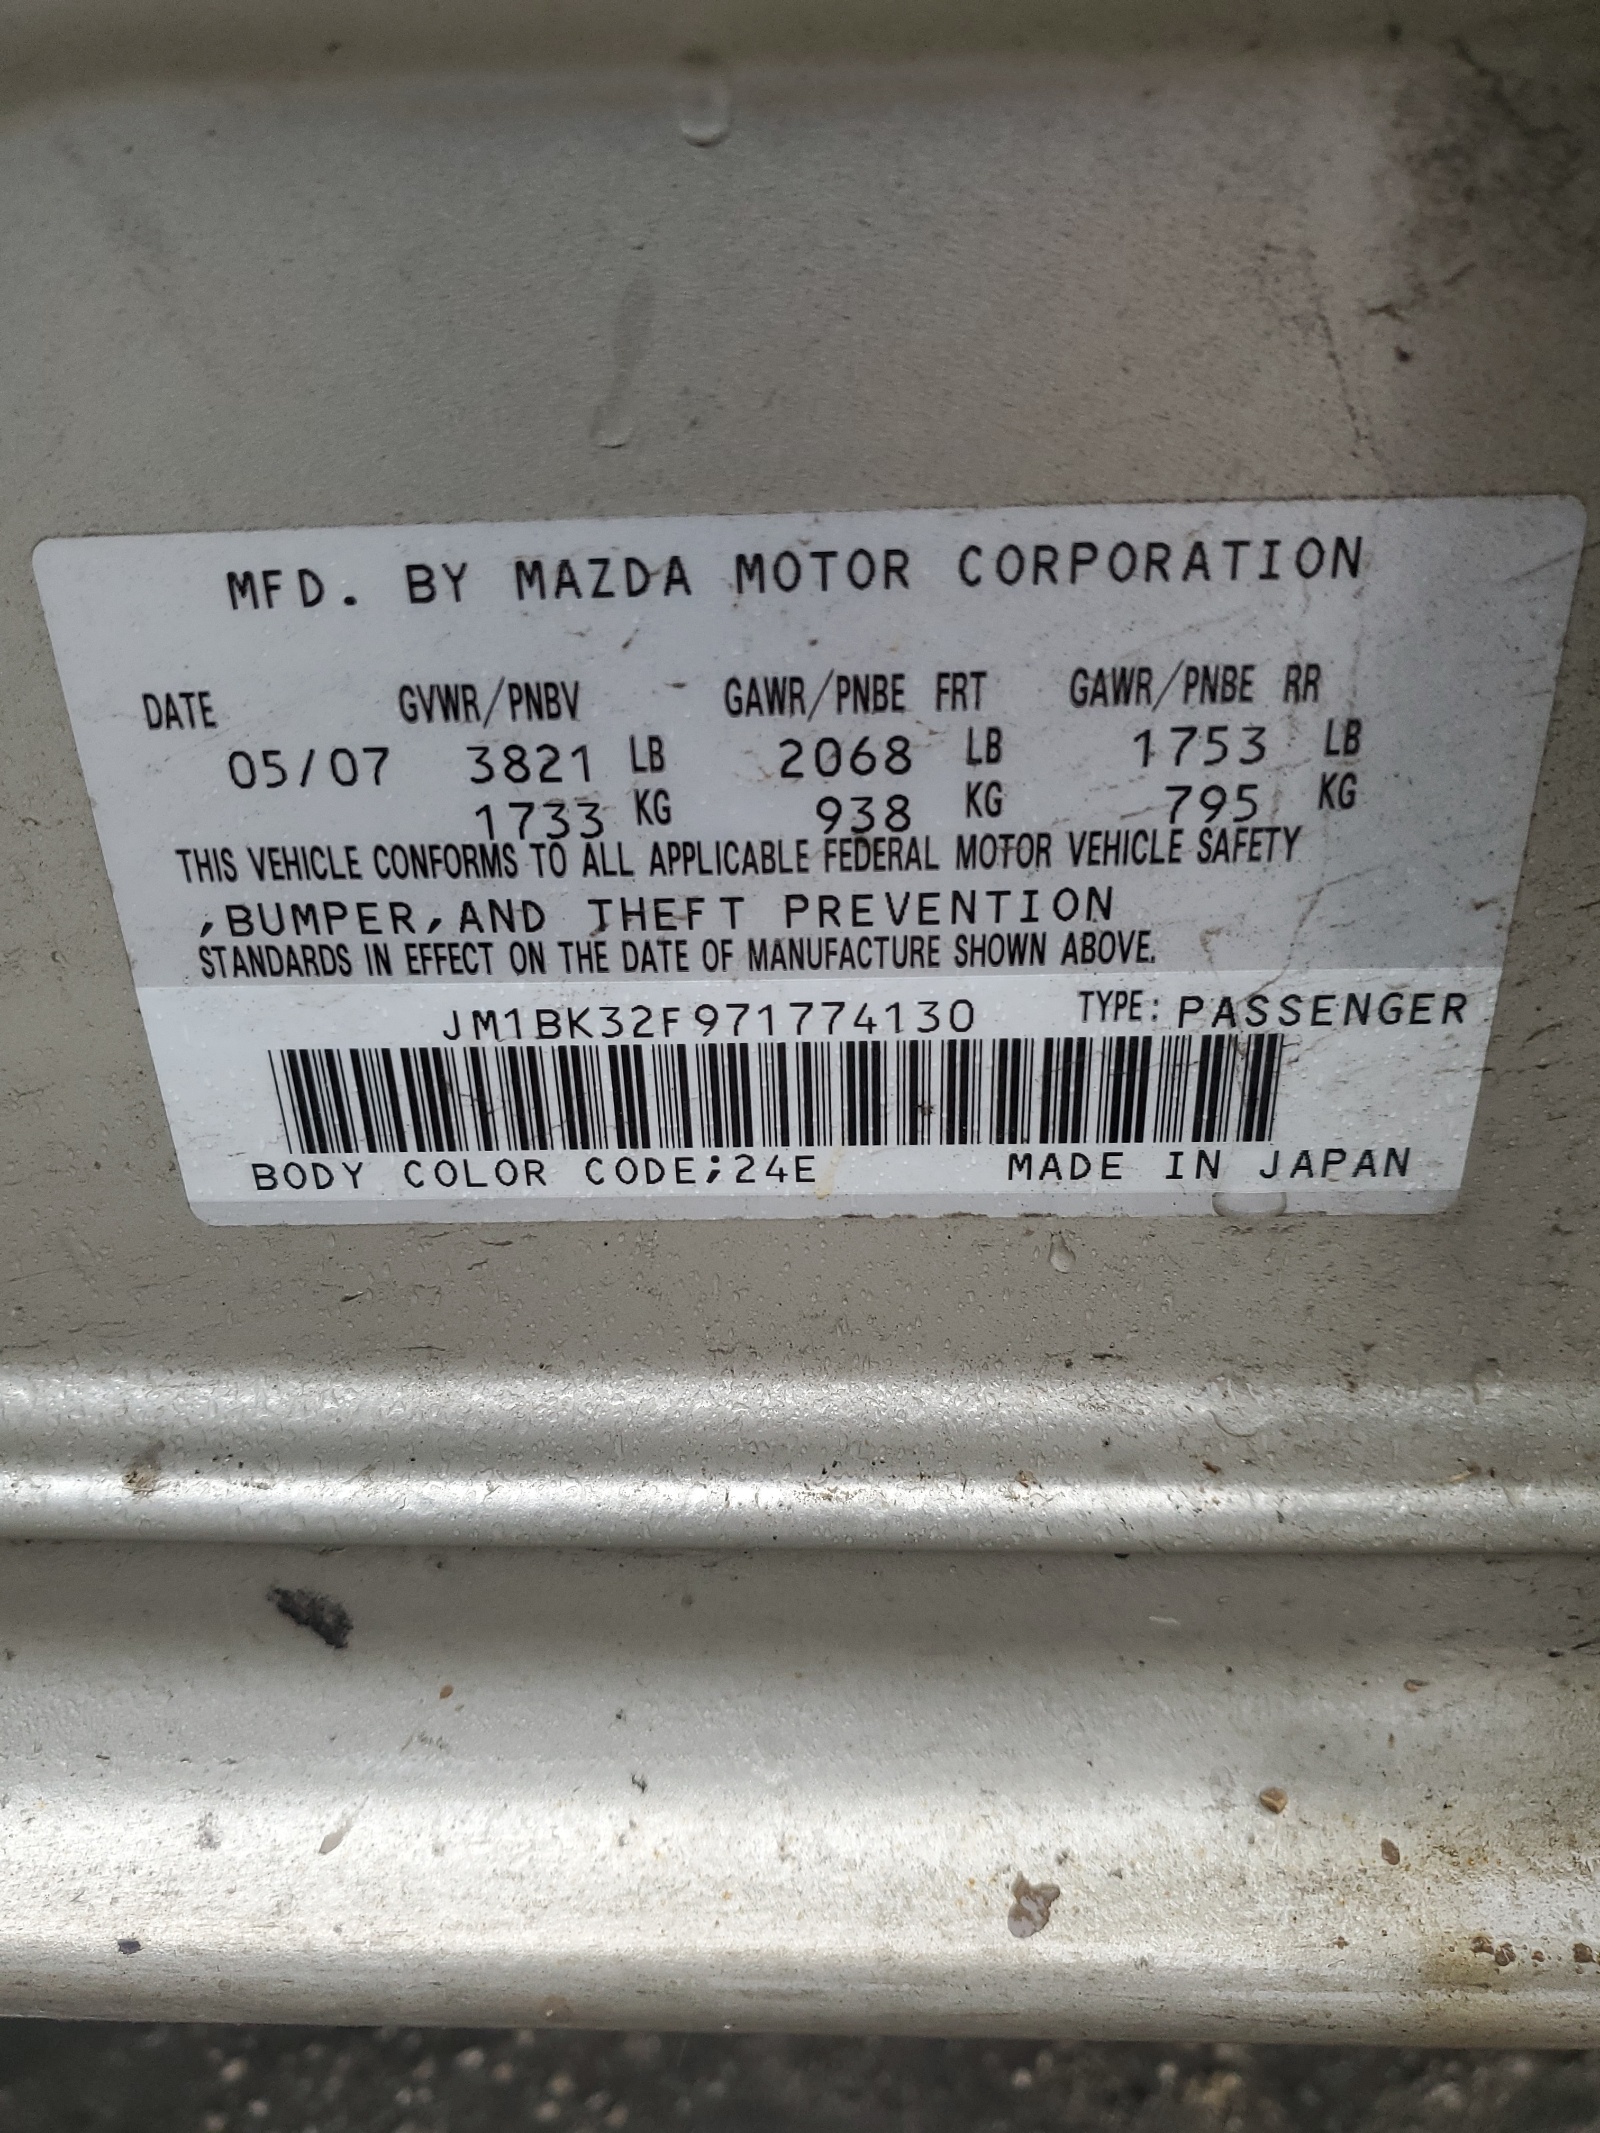 MFD. BY MAZDA MOTOR CORPORATION
DATE GVWR/PNBV GAWR/PNBE FRT GAWR/PNBE RR
05/07 3821 LB 2068 LB 1753 LB
1733 KG 938 KG 795 KG
THIS VEHICLE CONFORMS TO ALL APPLICABLE FEDERAL MOTOR VEHICLE SAFETY
,BUMPER,AND THEFT PREVENTION
STANDARDS IN EFFECT ON THE DATE OF MANUFACTURE SHOWN ABOVE.
JM1BK32F971774130 TYPE: PASSENGER
BODY COLOR CODE;24E MADE IN JAPAN